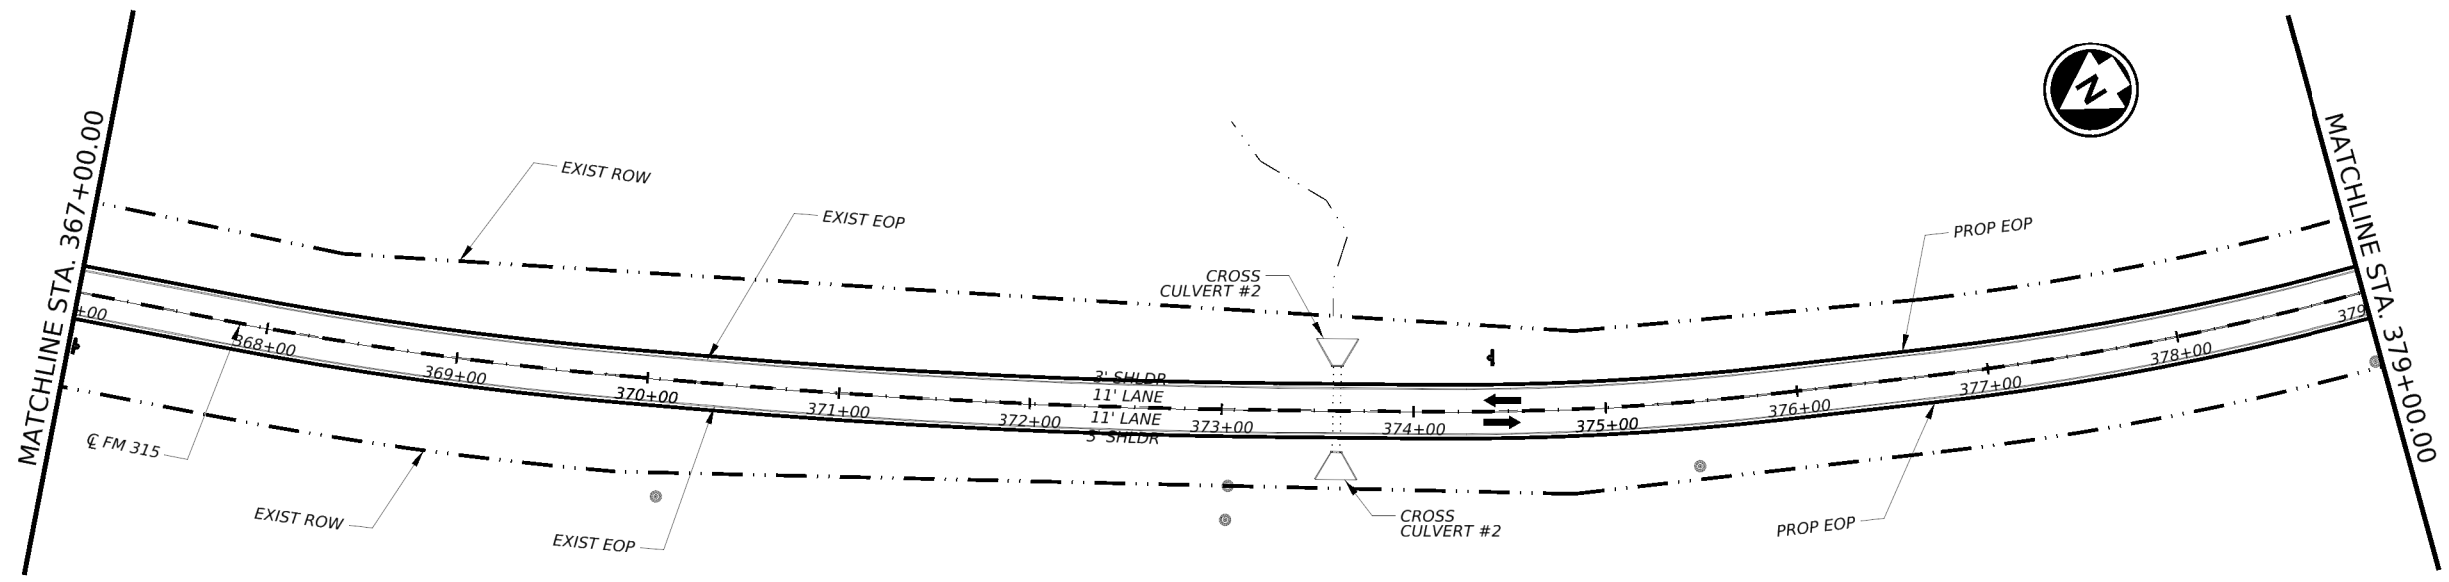 MATCHLINE STA. 367+00.00
EXIST ROW
EXIST EOP
CROSS
CULVERT #2
PROP EOP
N
MATCHLINE STA. 379+00.00
+00
368+00
369+00
370+00
371+00
372+00
373+00
374+00
375+00
376+00
377+00
378+00
379
3' SHLDR
11' LANE
11' LANE
3' SHLDR
℄ FM 315
EXIST ROW
EXIST EOP
CROSS
CULVERT #2
PROP EOP